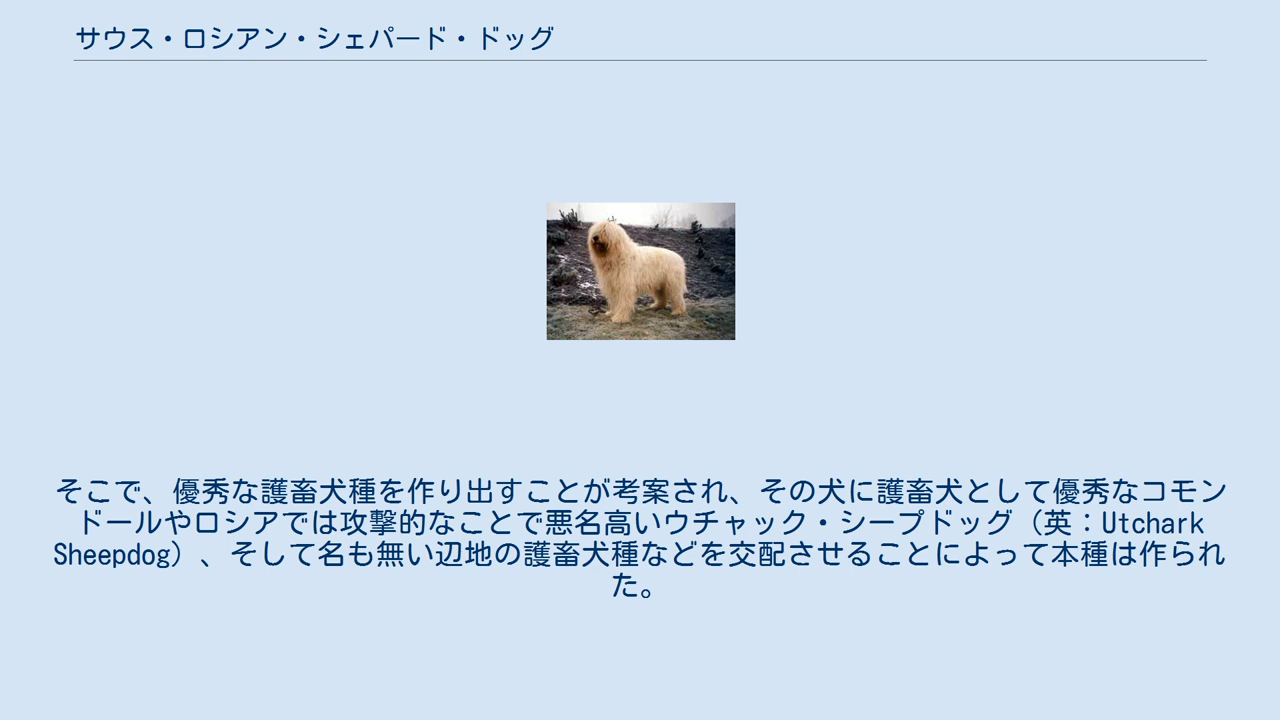 サウス・ロシアン・シェパード・ドッグ
そこで、優秀な護畜犬種を作り出すことが考案され、その犬に護畜犬として優秀なコモン
ドールやロシアでは攻撃的なことで悪名高いウチャック・シープドッグ（英：Utchark
Sheepdog）、そして名も無い辺地の護畜犬種などを交配させることによって本種は作られ
た。